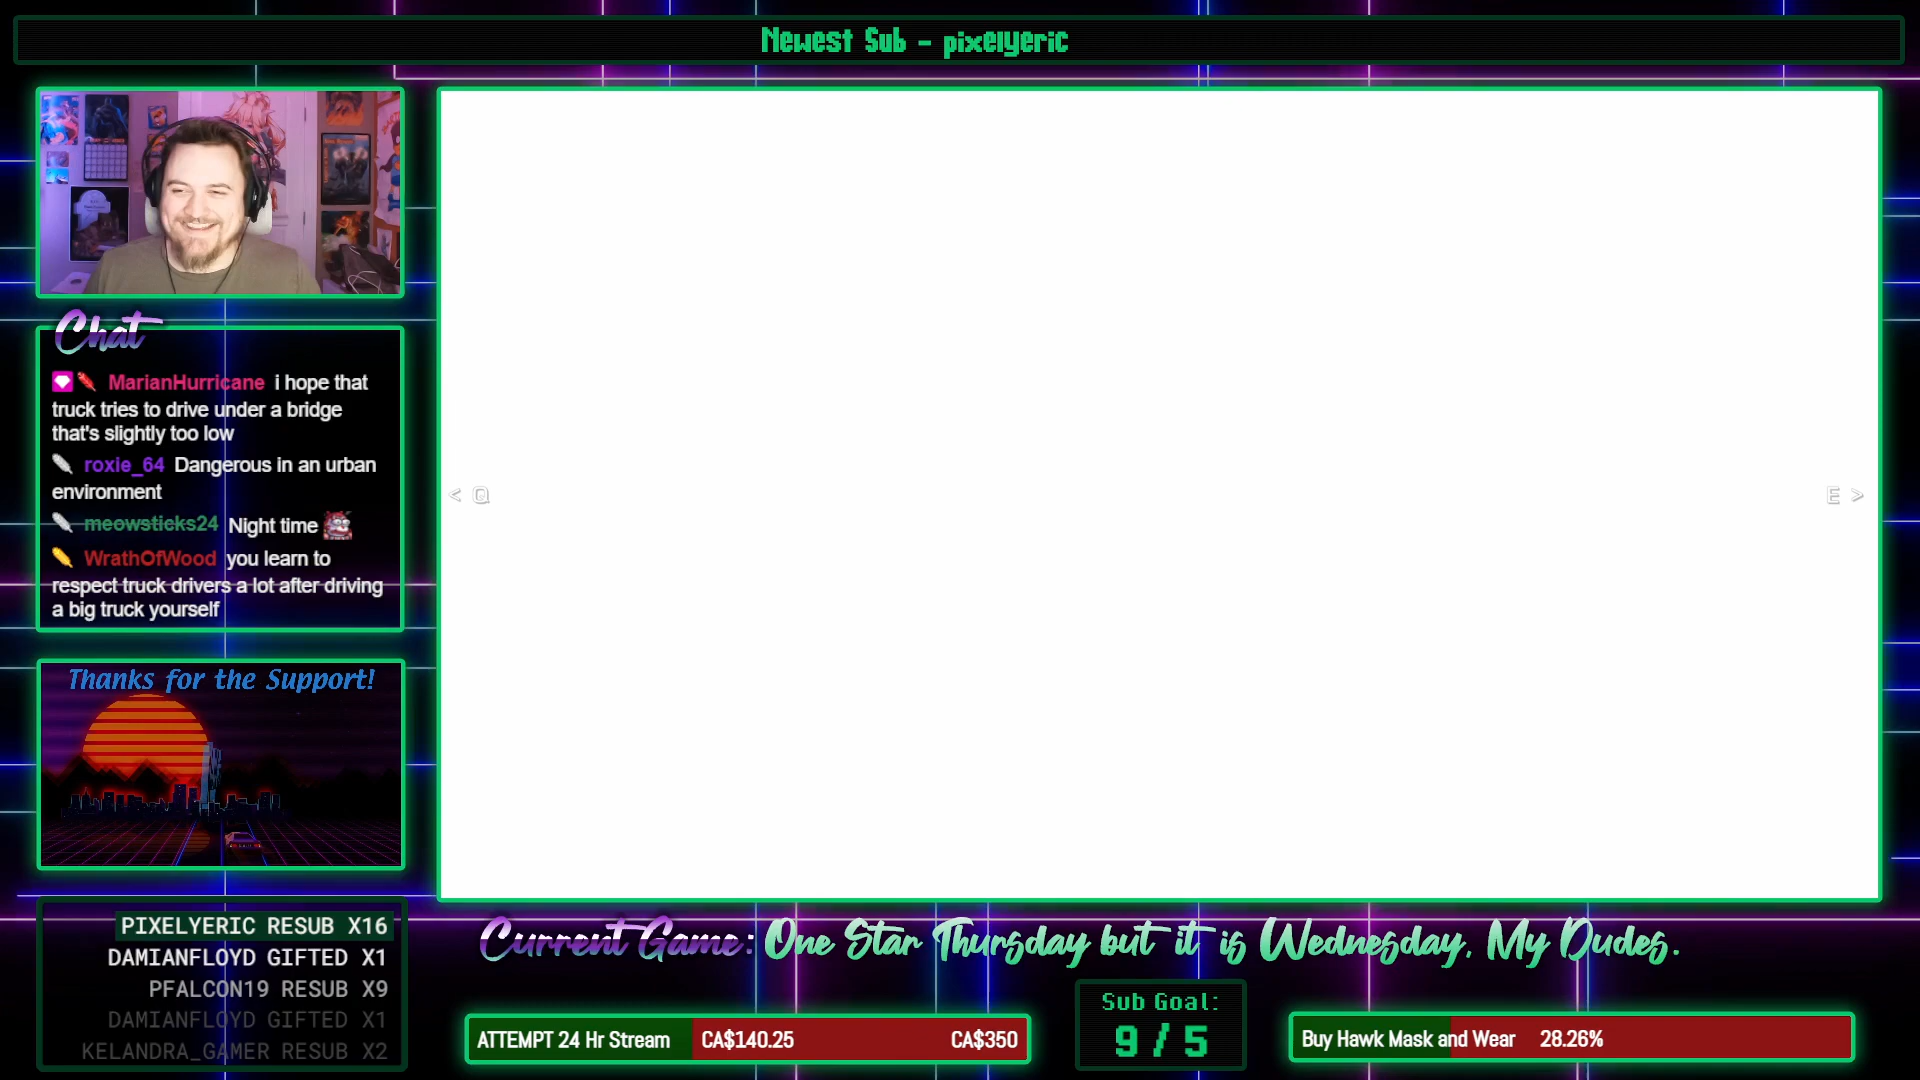 Newest Sub - pixelyeric
Chat
MarianHurricane i hope that
truck tries to drive under a bridge
that's slightly too low
roxie_64 Dangerous in an urban
environment
meowsticks24 Night time
WrathOfWood you learn to
respect truck drivers a lot after driving
a big truck yourself
< Q
E >
Thanks for the Support!
PIXELYERIC RESUB X16
DAMIANFLOYD GIFTED X1
PFALCON19 RESUB X9
DAMIANFLOYD GIFTED X1
KELANDRA_GAMER RESUB X2
Current Game: One Star Thursday but it is Wednesday, My Dudes.
ATTEMPT 24 Hr Stream CA$140.25 CA$350
Sub Goal:
9 / 5
Buy Hawk Mask and Wear 28.26%